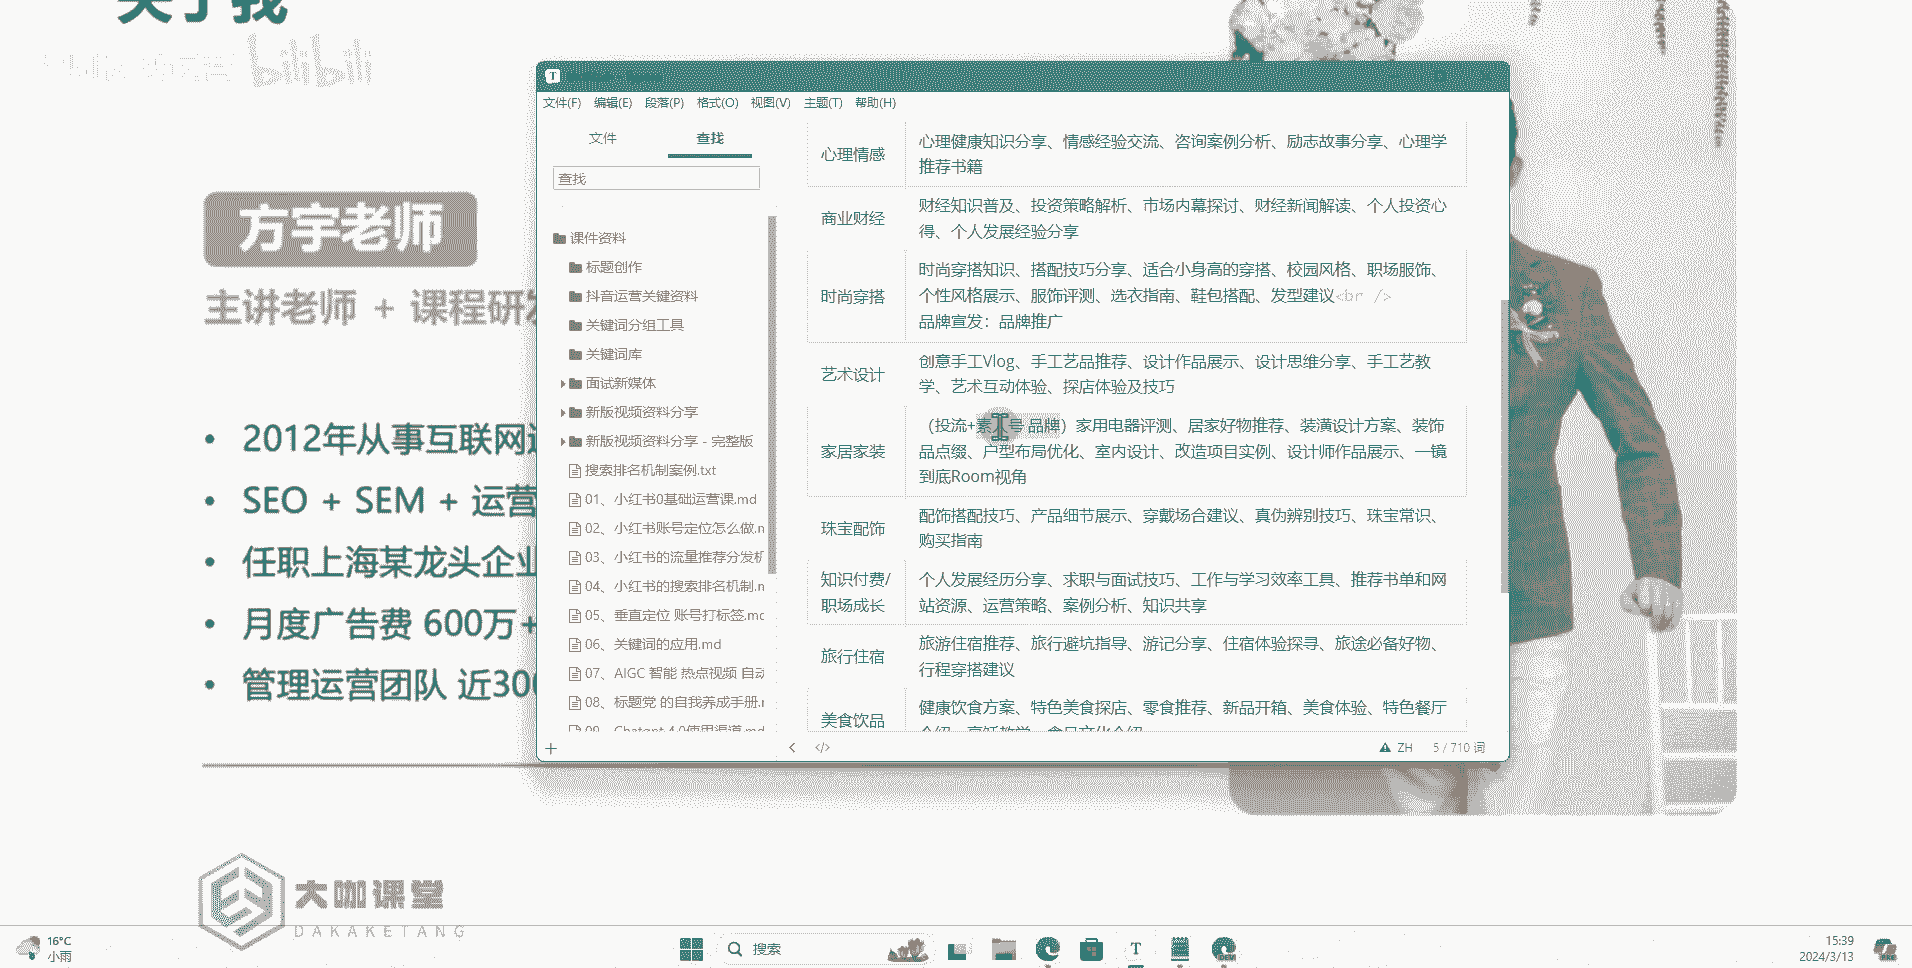 关于我
bilibili
方宇老师
主讲老师 + 课程研发
2012年从事互联网
SEO + SEM + 运营
任职上海某龙头企业
月度广告费 600万+
管理运营团队 近300
大咖课堂
DAKAKETANG
文件(F) 编辑(E) 段落(P) 格式(O) 视图(V) 主题(T) 帮助(H)
文件 查找
查找
课件资料
标题创作
抖音运营关键资料
关键词分组工具
关键词库
面试新媒体
新版视频资料分享
新版视频资料分享 - 完整版
搜索排名机制案例.txt
01、小红书0基础运营课.md
02、小红书账号定位怎么做.m
03、小红书的流量推荐分发机
04、小红书的搜索排名机制.m
05、垂直定位 账号打标签.md
06、关键词的应用.md
07、AIGC 智能 热点视频 自动
08、标题党 的自我养成手册.m
09、Chatgpt 4.0使用渠道.md
心理情感
心理健康知识分享、情感经验交流、咨询案例分析、励志故事分享、心理学
推荐书籍
商业财经
财经知识普及、投资策略解析、市场内幕探讨、财经新闻解读、个人投资心
得、个人发展经验分享
时尚穿搭
时尚穿搭知识、搭配技巧分享、适合小身高的穿搭、校园风格、职场服饰、
个性风格展示、服饰评测、选衣指南、鞋包搭配、发型建议<br />
品牌宣发：品牌推广
艺术设计
创意手工Vlog、手工艺品推荐、设计作品展示、设计思维分享、手工艺教
学、艺术互动体验、探店体验及技巧
家居家装
（投流+素 号 品牌）家用电器评测、居家好物推荐、装潢设计方案、装饰
品点缀、户型布局优化、室内设计、改造项目实例、设计师作品展示、一镜
到底Room视角
珠宝配饰
配饰搭配技巧、产品细节展示、穿戴场合建议、真伪辨别技巧、珠宝常识、
购买指南
知识付费/
职场成长
个人发展经历分享、求职与面试技巧、工作与学习效率工具、推荐书单和网
站资源、运营策略、案例分析、知识共享
旅行住宿
旅游住宿推荐、旅行避坑指导、游记分享、住宿体验探寻、旅途必备好物、
行程穿搭建议
美食饮品
健康饮食方案、特色美食探店、零食推荐、新品开箱、美食体验、特色餐厅
介绍、烹饪教学、食品文化介绍
ZH 5 / 710 词
16°C
小雨
搜索
15:39
2024/3/13